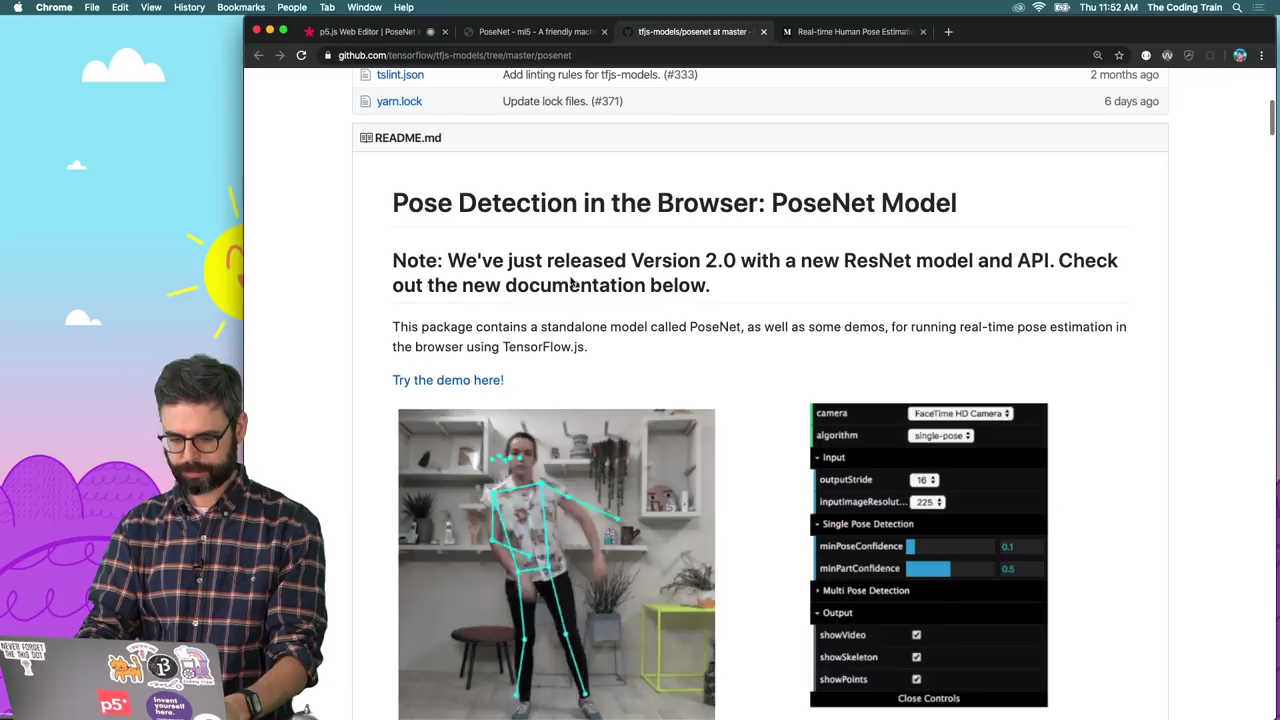 Chrome File Edit View History Bookmarks People Tab Window Help
Thu 11:52 AM The Coding Train
p5.js Web Editor | PoseNet
PoseNet - ml5 - A friendly mach
tfjs-models/posenet at master
Real-time Human Pose Estimati
github.com/tensorflow/tfjs-models/tree/master/posenet
tslint.json Add linting rules for tfjs-models. (#333) 2 months ago
yarn.lock Update lock files. (#371) 6 days ago
README.md
Pose Detection in the Browser: PoseNet Model
Note: We've just released Version 2.0 with a new ResNet model and API. Check
out the new documentation below.
This package contains a standalone model called PoseNet, as well as some demos, for running real-time pose estimation in
the browser using TensorFlow.js.
Try the demo here!
camera FaceTime HD Camera
algorithm single-pose
Input
outputStride 16
inputImageResolut... 225
Single Pose Detection
minPoseConfidence 0.1
minPartConfidence 0.5
Multi Pose Detection
Output
showVideo
showSkeleton
showPoints
Close Controls
NEVER FORGET
THE THIS DOT
p5*
Invent
yourself
here.